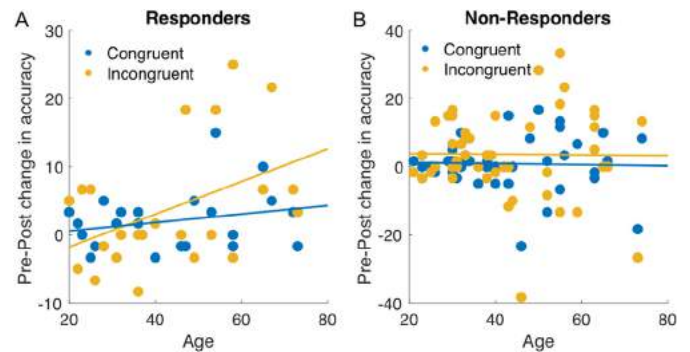 A
Responders
Congruent
Incongruent
Pre-Post change in accuracy
30
20
10
0
-10
20
40
60
80
Age
B
Non-Responders
Congruent
Incongruent
Pre-Post change in accuracy
40
20
0
-20
-40
20
40
60
80
Age